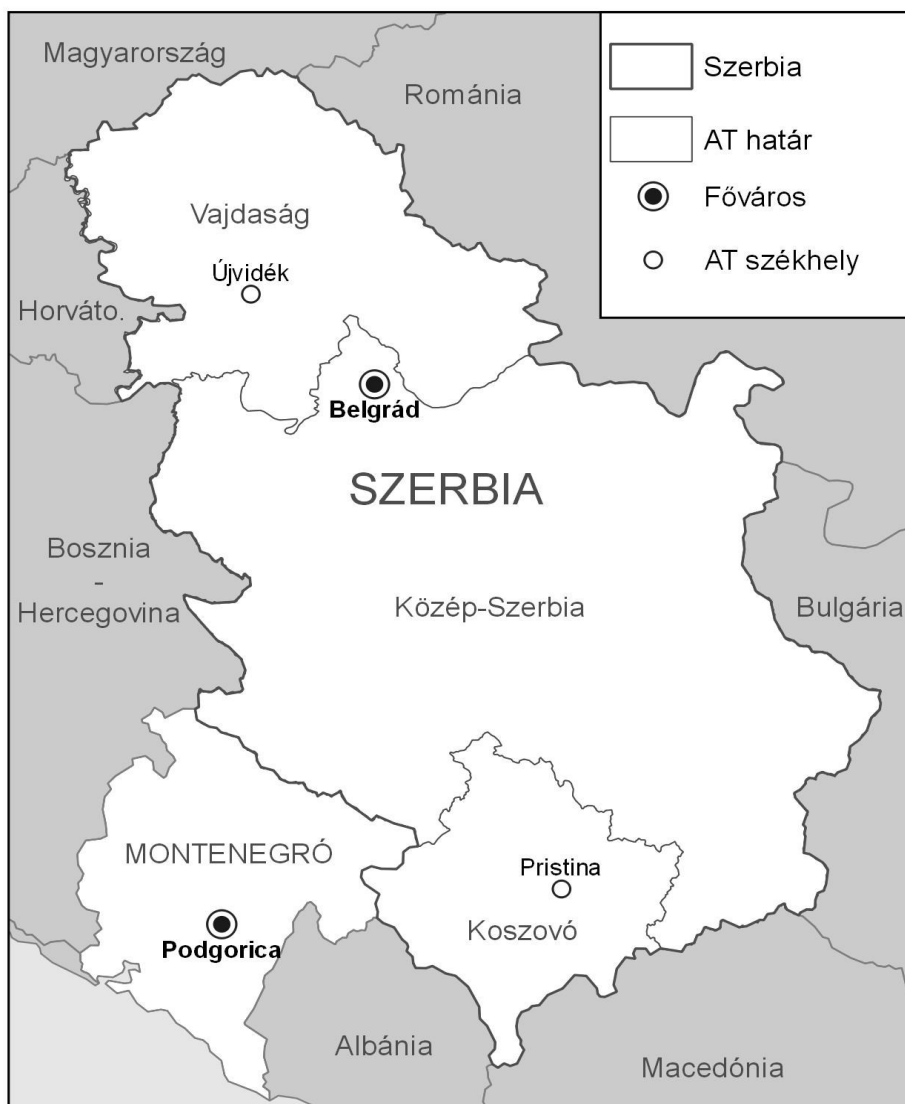 Magyarország
Románia
Szerbia
AT határ
Főváros
AT székhely
Vajdaság
Újvidék
Horváto.
Belgrád
SZERBIA
Bosznia
-
Hercegovina
Közép-Szerbia
Bulgária
MONTENEGRÓ
Pristina
Koszovó
Podgorica
Albánia
Macedónia